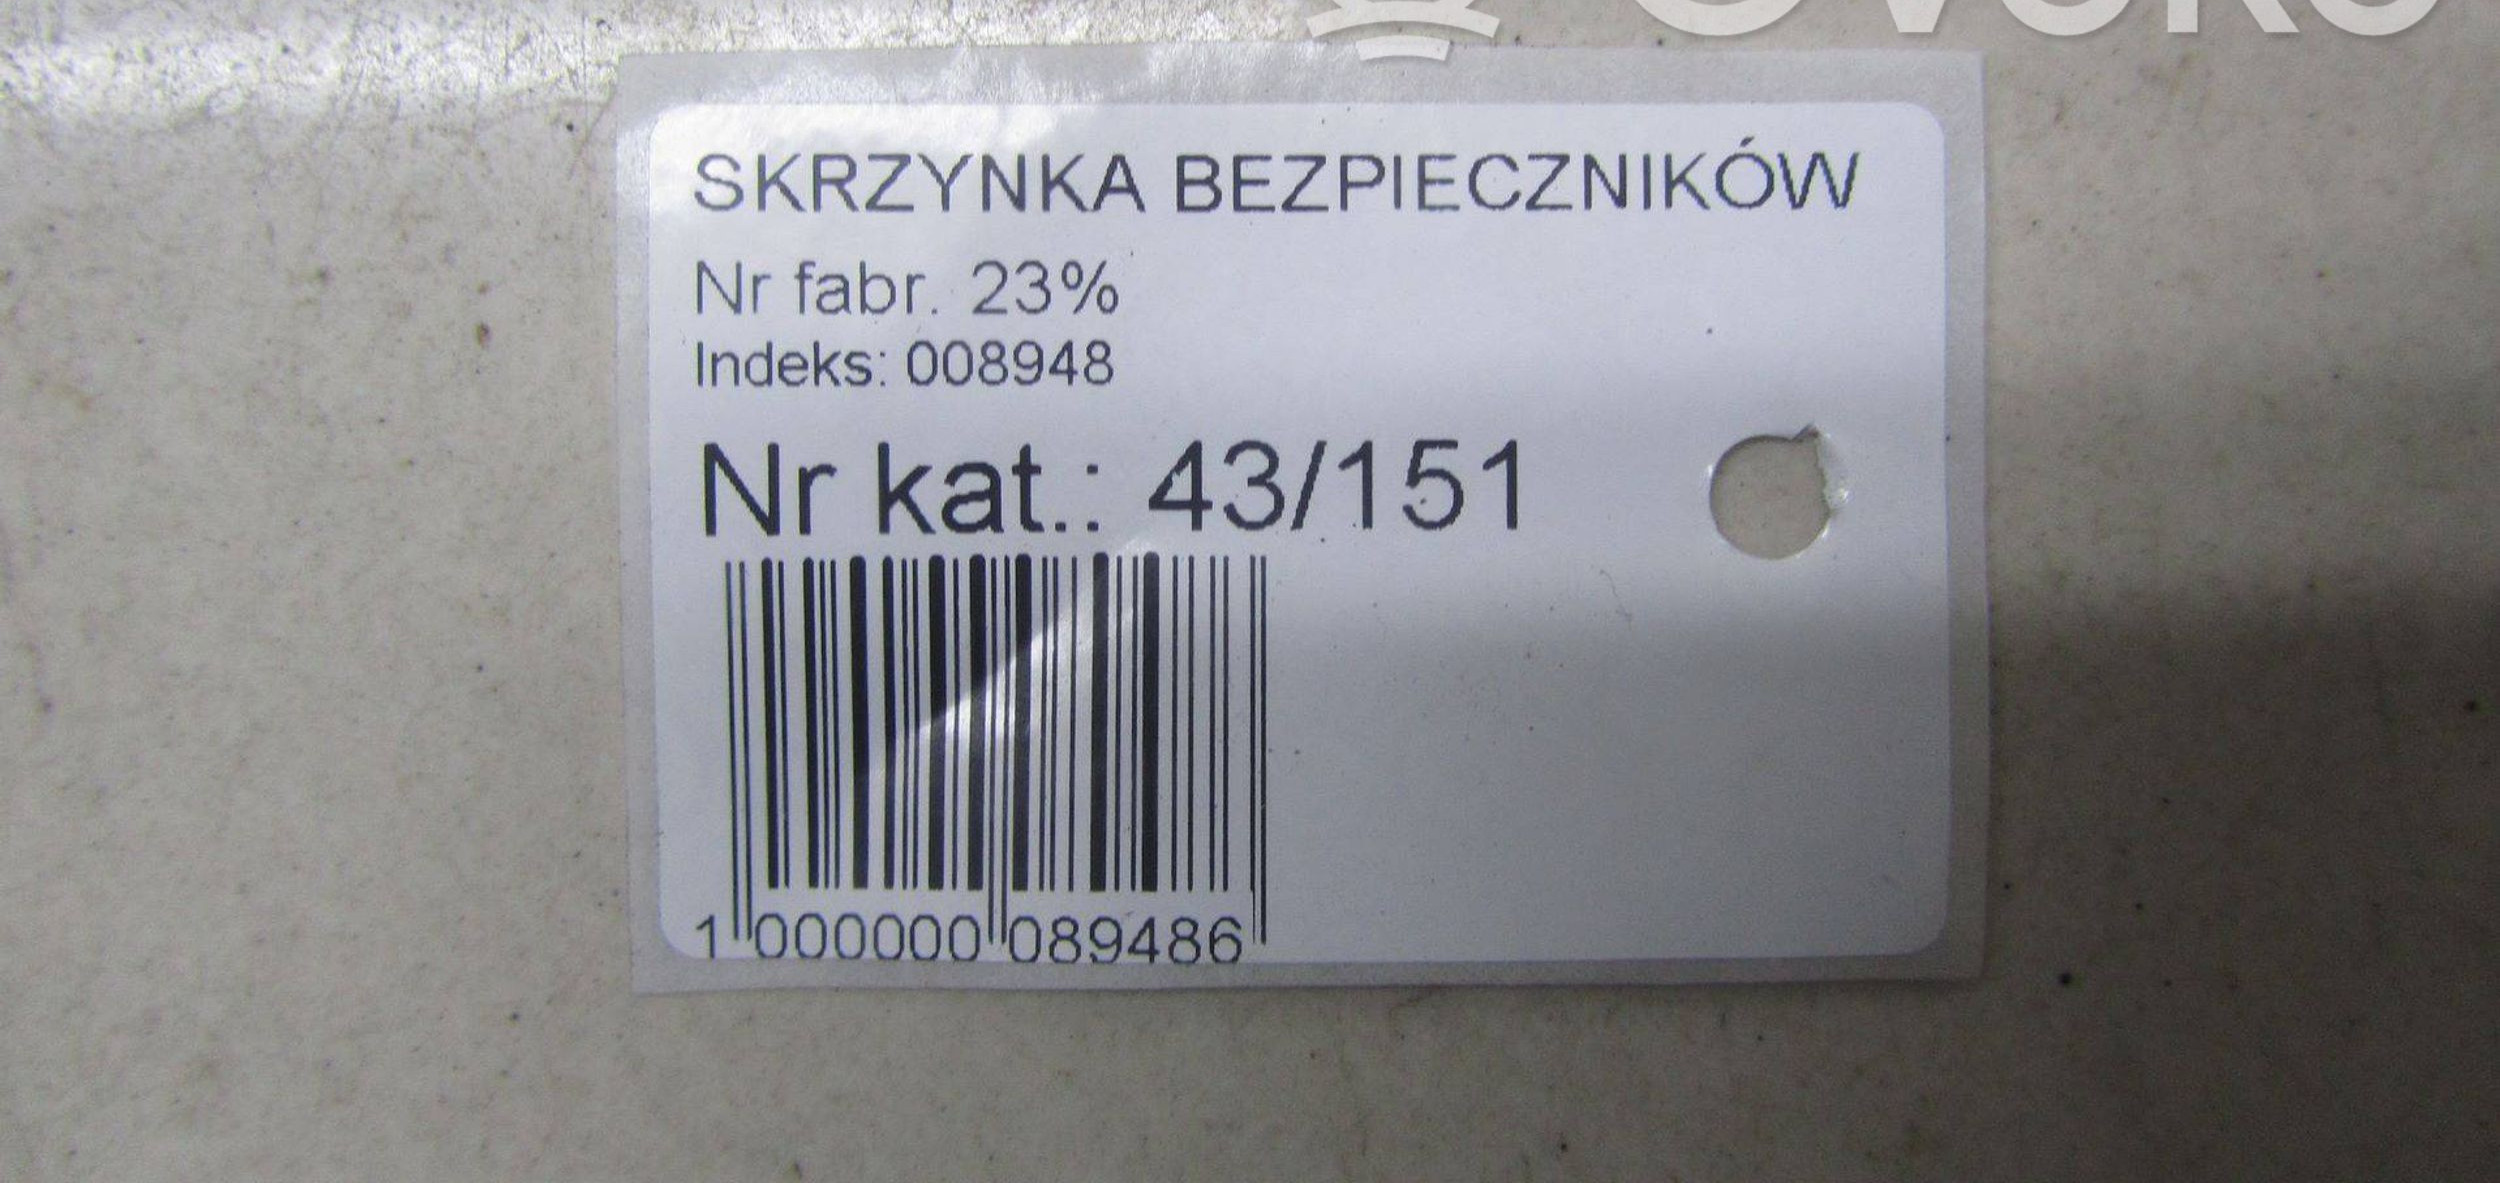 SKRZYNKA BEZPIECZNIKÓW
Nr fabr. 23%
Indeks: 008948
Nr kat.: 43/151
1 000000 089486